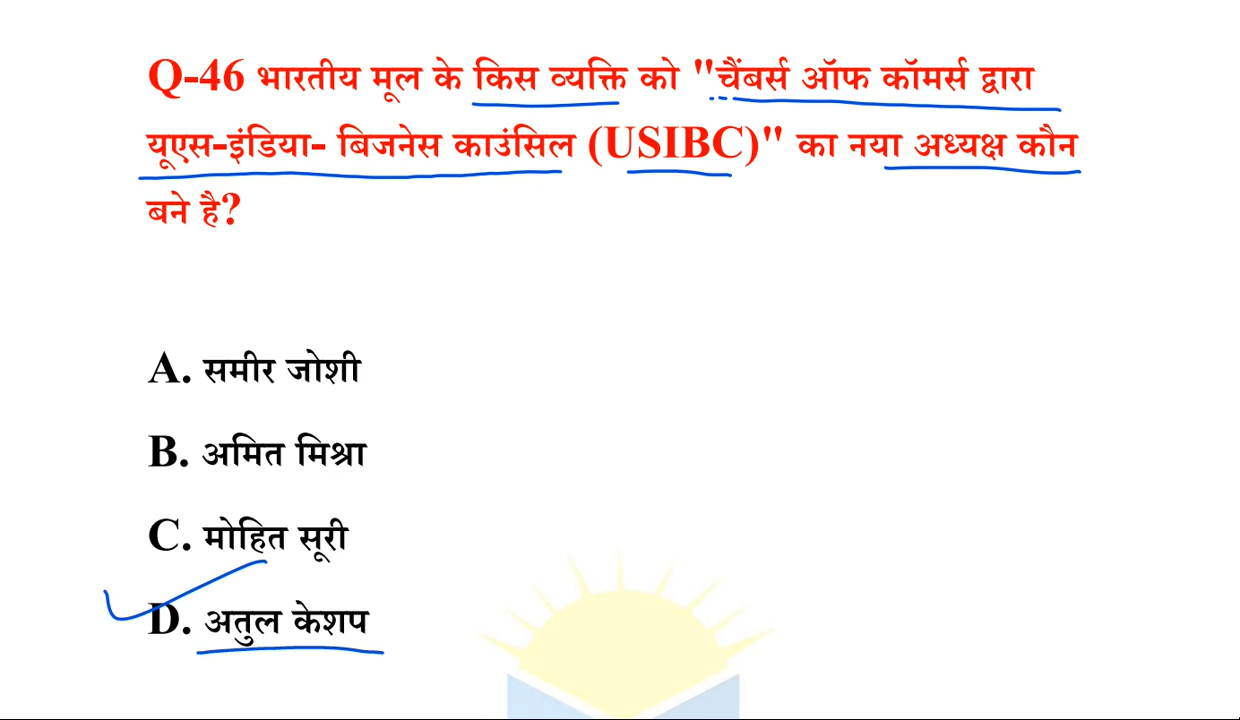 Q-46 भारतीय मूल के किस व्यक्ति को "चैंबर्स ऑफ कॉमर्स द्वारा
यूएस-इंडिया- बिजनेस काउंसिल (USIBC)" का नया अध्यक्ष कौन
बने है?
A. समीर जोशी
B. अमित मिश्रा
C. मोहित सूरी
D. अतुल केशप